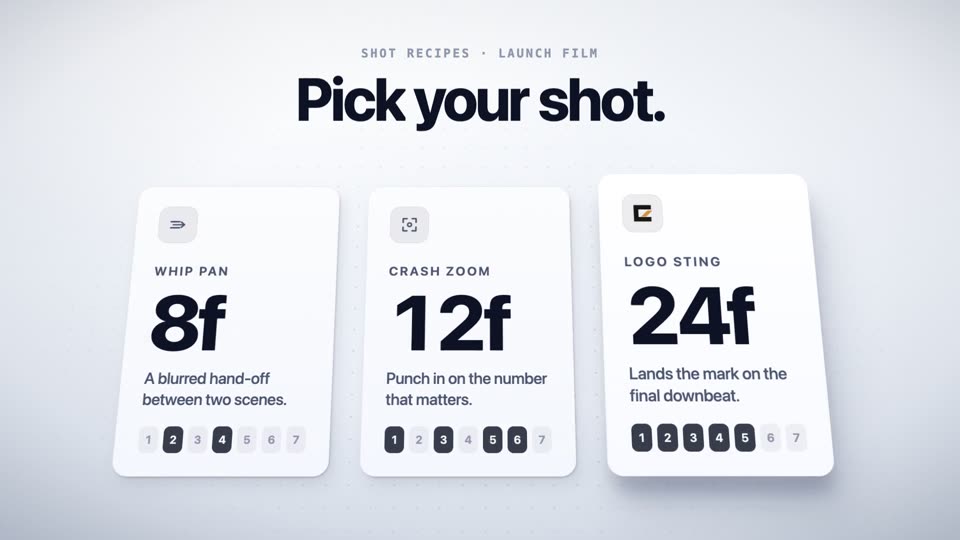 SHOT RECIPES · LAUNCH FILM
Pick your shot.
WHIP PAN
8f
A blurred hand-off
between two scenes.
1 2 3 4 5 6 7
CRASH ZOOM
12f
Punch in on the number
that matters.
1 2 3 4 5 6 7
LOGO STING
24f
Lands the mark on the
final downbeat.
1 2 3 4 5 6 7